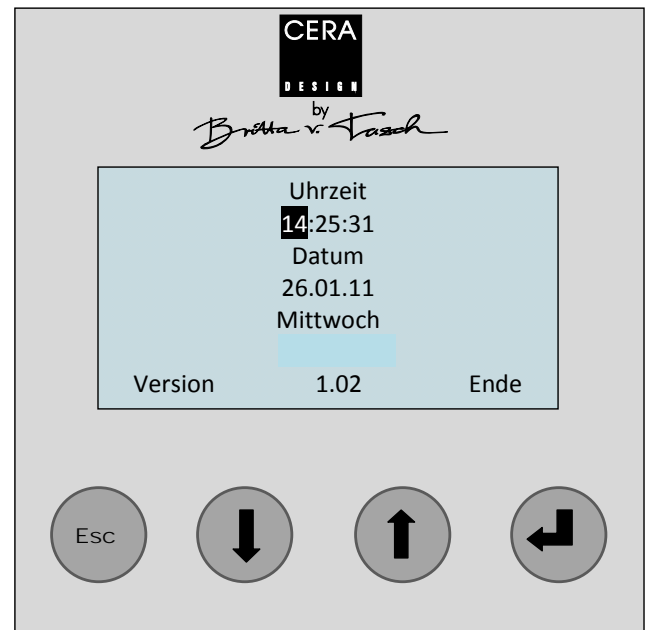 CERA
DESIGN
by
Britta v. Tasch
Uhrzeit
14:25:31
Datum
26.01.11
Mittwoch
Version 1.02 Ende
Esc